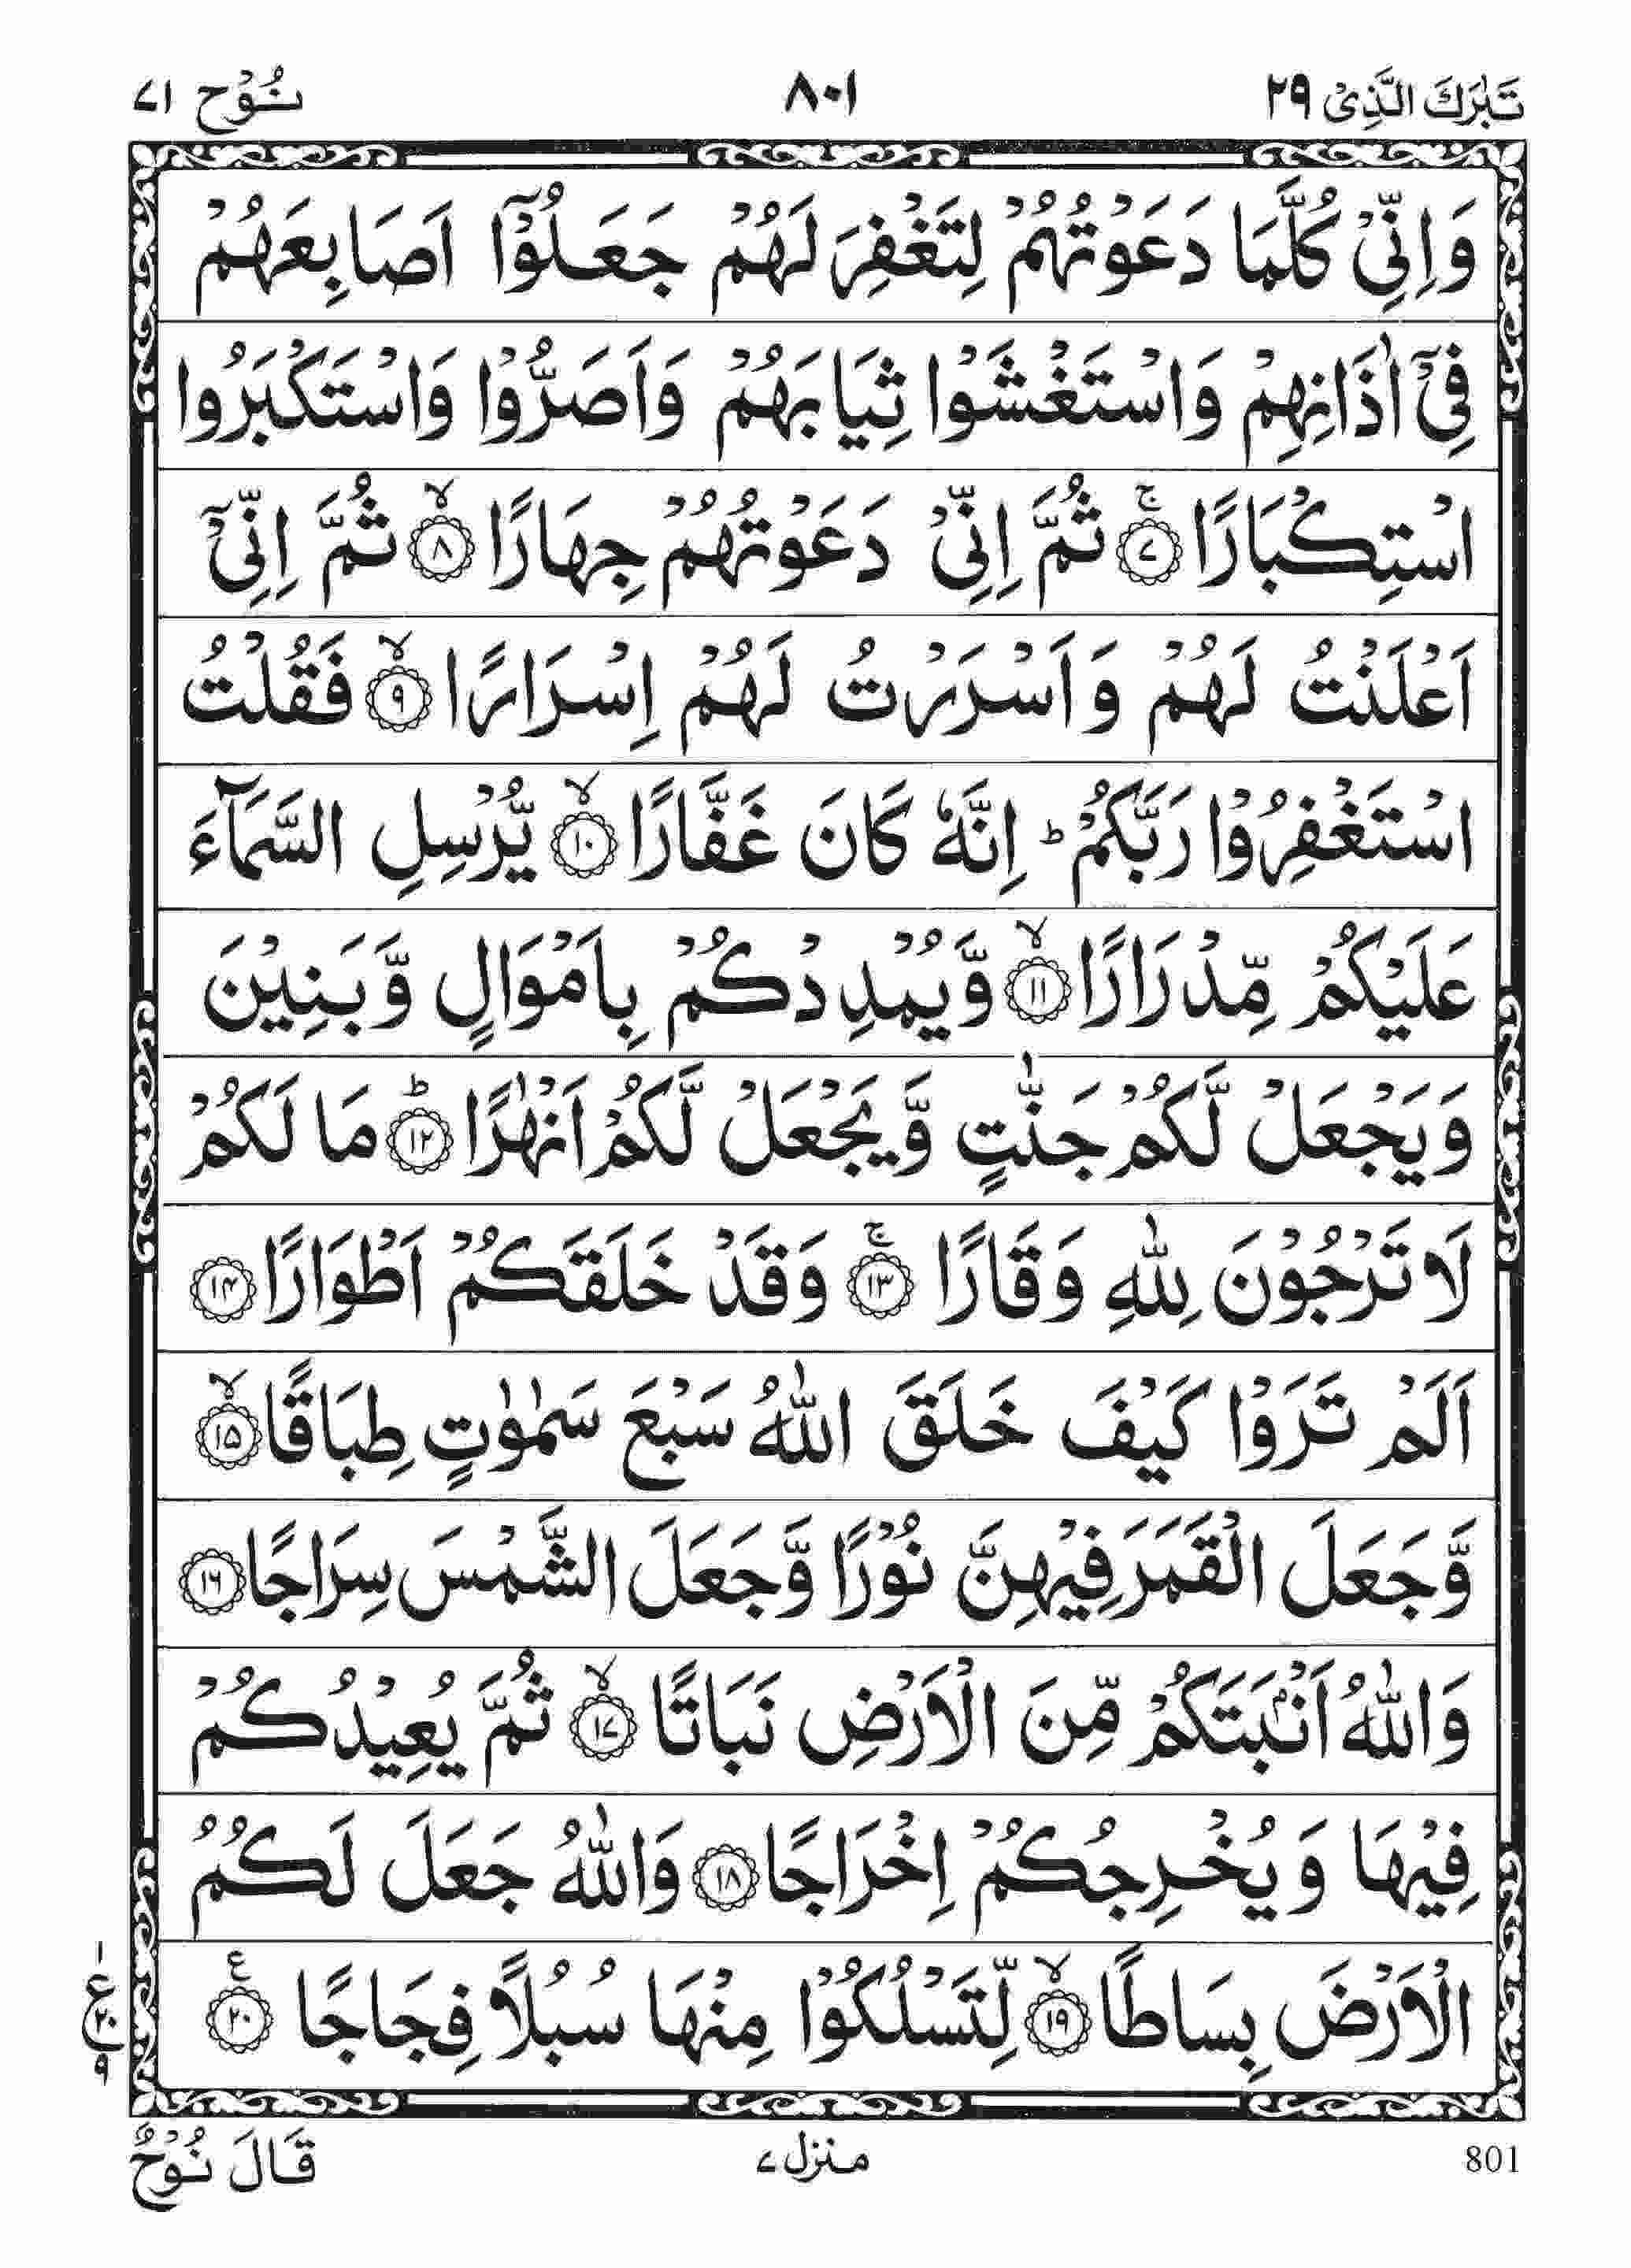 تَبٰرَكَ الَّذِىْ ٢٩
٨٠١
نُوْح ٧١
وَاِنِّىْ كُلَّمَا دَعَوْتُهُمْ لِتَغْفِرَ لَهُمْ جَعَلُوْٓا اَصَابِعَهُمْ
فِىْٓ اٰذَانِهِمْ وَاسْتَغْشَوْا ثِيَابَهُمْ وَاَصَرُّوْا وَاسْتَكْبَرُوا
اسْتِكْبَارًا ۚ‏﴿٧﴾ ثُمَّ اِنِّىْ دَعَوْتُهُمْ جِهَارًا ۙ‏﴿٨﴾ ثُمَّ اِنِّىْٓ
اَعْلَنْتُ لَهُمْ وَاَسْرَرْتُ لَهُمْ اِسْرَارًا ۙ‏﴿٩﴾ فَقُلْتُ
اسْتَغْفِرُوْا رَبَّكُمْ ؕ اِنَّهٗ كَانَ غَفَّارًا ۙ‏﴿١٠﴾ يُّرْسِلِ السَّمَآءَ
عَلَيْكُمْ مِّدْرَارًا ۙ‏﴿١١﴾ وَّيُمْدِدْكُمْ بِاَمْوَالٍ وَّبَنِيْنَ
وَيَجْعَلْ لَّكُمْ جَنّٰتٍ وَّيَجْعَلْ لَّكُمْ اَنْهٰرًا ؕ‏﴿١٢﴾ مَا لَكُمْ
لَا تَرْجُوْنَ لِلّٰهِ وَقَارًا ۚ‏﴿١٣﴾ وَقَدْ خَلَقَكُمْ اَطْوَارًا ﴿١٤﴾
اَلَمْ تَرَوْا كَيْفَ خَلَقَ اللّٰهُ سَبْعَ سَمٰوٰتٍ طِبَاقًا ۙ‏﴿١٥﴾
وَّجَعَلَ الْقَمَرَ فِيْهِنَّ نُوْرًا وَّجَعَلَ الشَّمْسَ سِرَاجًا ﴿١٦﴾
وَاللّٰهُ اَنْۢبَتَكُمْ مِّنَ الْاَرْضِ نَبَاتًا ۙ‏﴿١٧﴾ ثُمَّ يُعِيْدُكُمْ
فِيْهَا وَيُخْرِجُكُمْ اِخْرَاجًا ﴿١٨﴾ وَاللّٰهُ جَعَلَ لَكُمُ
الْاَرْضَ بِسَاطًا ۙ‏﴿١٩﴾ لِّتَسْلُكُوْا مِنْهَا سُبُلًا فِجَاجًا ﴿٢٠﴾ ع
١
ع ٢٠
٩
قَالَ نُوْحٌ
منزل ٧
801